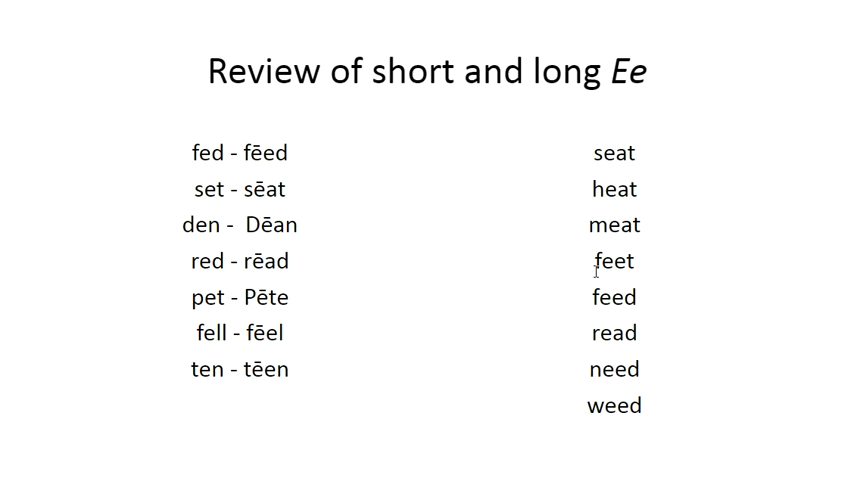 Review of short and long Ee
fed - fēed
set - sēat
den -  Dēan
red - rēad
pet - Pēte
fell - fēel
ten - tēen
seat
heat
meat
feet
feed
read
need
weed